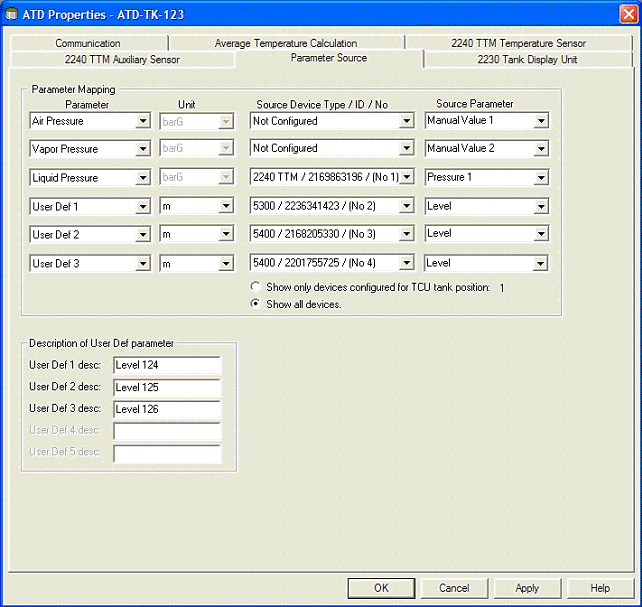 ATD Properties - ATD-TK-123
Communication Average Temperature Calculation 2240 TTM Temperature Sensor
2240 TTM Auxiliary Sensor Parameter Source 2230 Tank Display Unit
Parameter Mapping
Parameter Unit Source Device Type / ID / No Source Parameter
Air Pressure barG Not Configured Manual Value 1
Vapor Pressure barG Not Configured Manual Value 2
Liquid Pressure barG 2240 TTM / 2169863196 / (No 1) Pressure 1
User Def 1 m 5300 / 2236341423 / (No 2) Level
User Def 2 m 5400 / 2168205330 / (No 3) Level
User Def 3 m 5400 / 2201755725 / (No 4) Level
Show only devices configured for TCU tank position: 1
Show all devices.
Description of User Def parameter
User Def 1 desc: Level 124
User Def 2 desc: Level 125
User Def 3 desc: Level 126
User Def 4 desc:
User Def 5 desc:
OK Cancel Apply Help